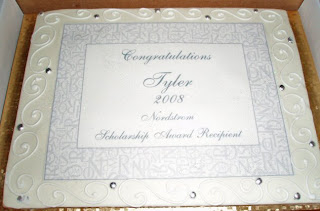 Congratulations
Tyler
2008
Nordstrom
Scholarship Award Recipient